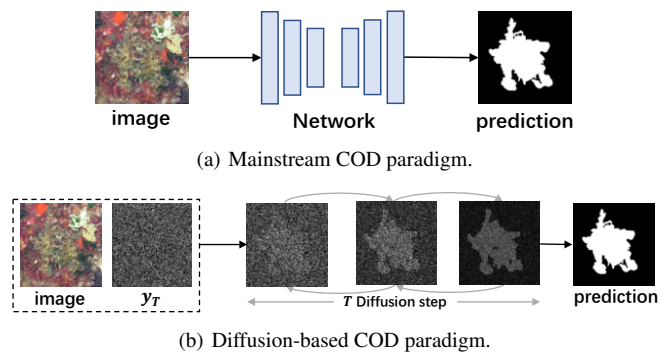 image
Network
prediction
(a) Mainstream COD paradigm.
image
y_T
T Diffusion step
prediction
(b) Diffusion-based COD paradigm.